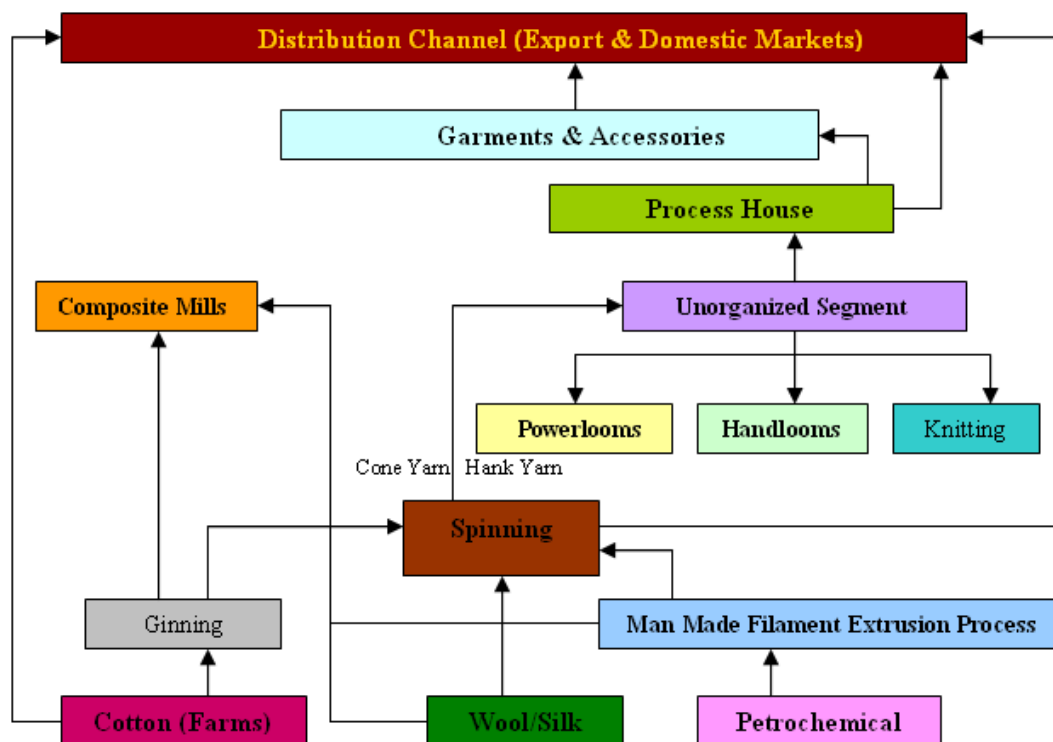 Distribution Channel (Export & Domestic Markets)
Garments & Accessories
Process House
Composite Mills
Unorganized Segment
Powerlooms
Handlooms
Knitting
Cone Yarn
Hank Yarn
Spinning
Ginning
Man Made Filament Extrusion Process
Cotton (Farms)
Wool/Silk
Petrochemical